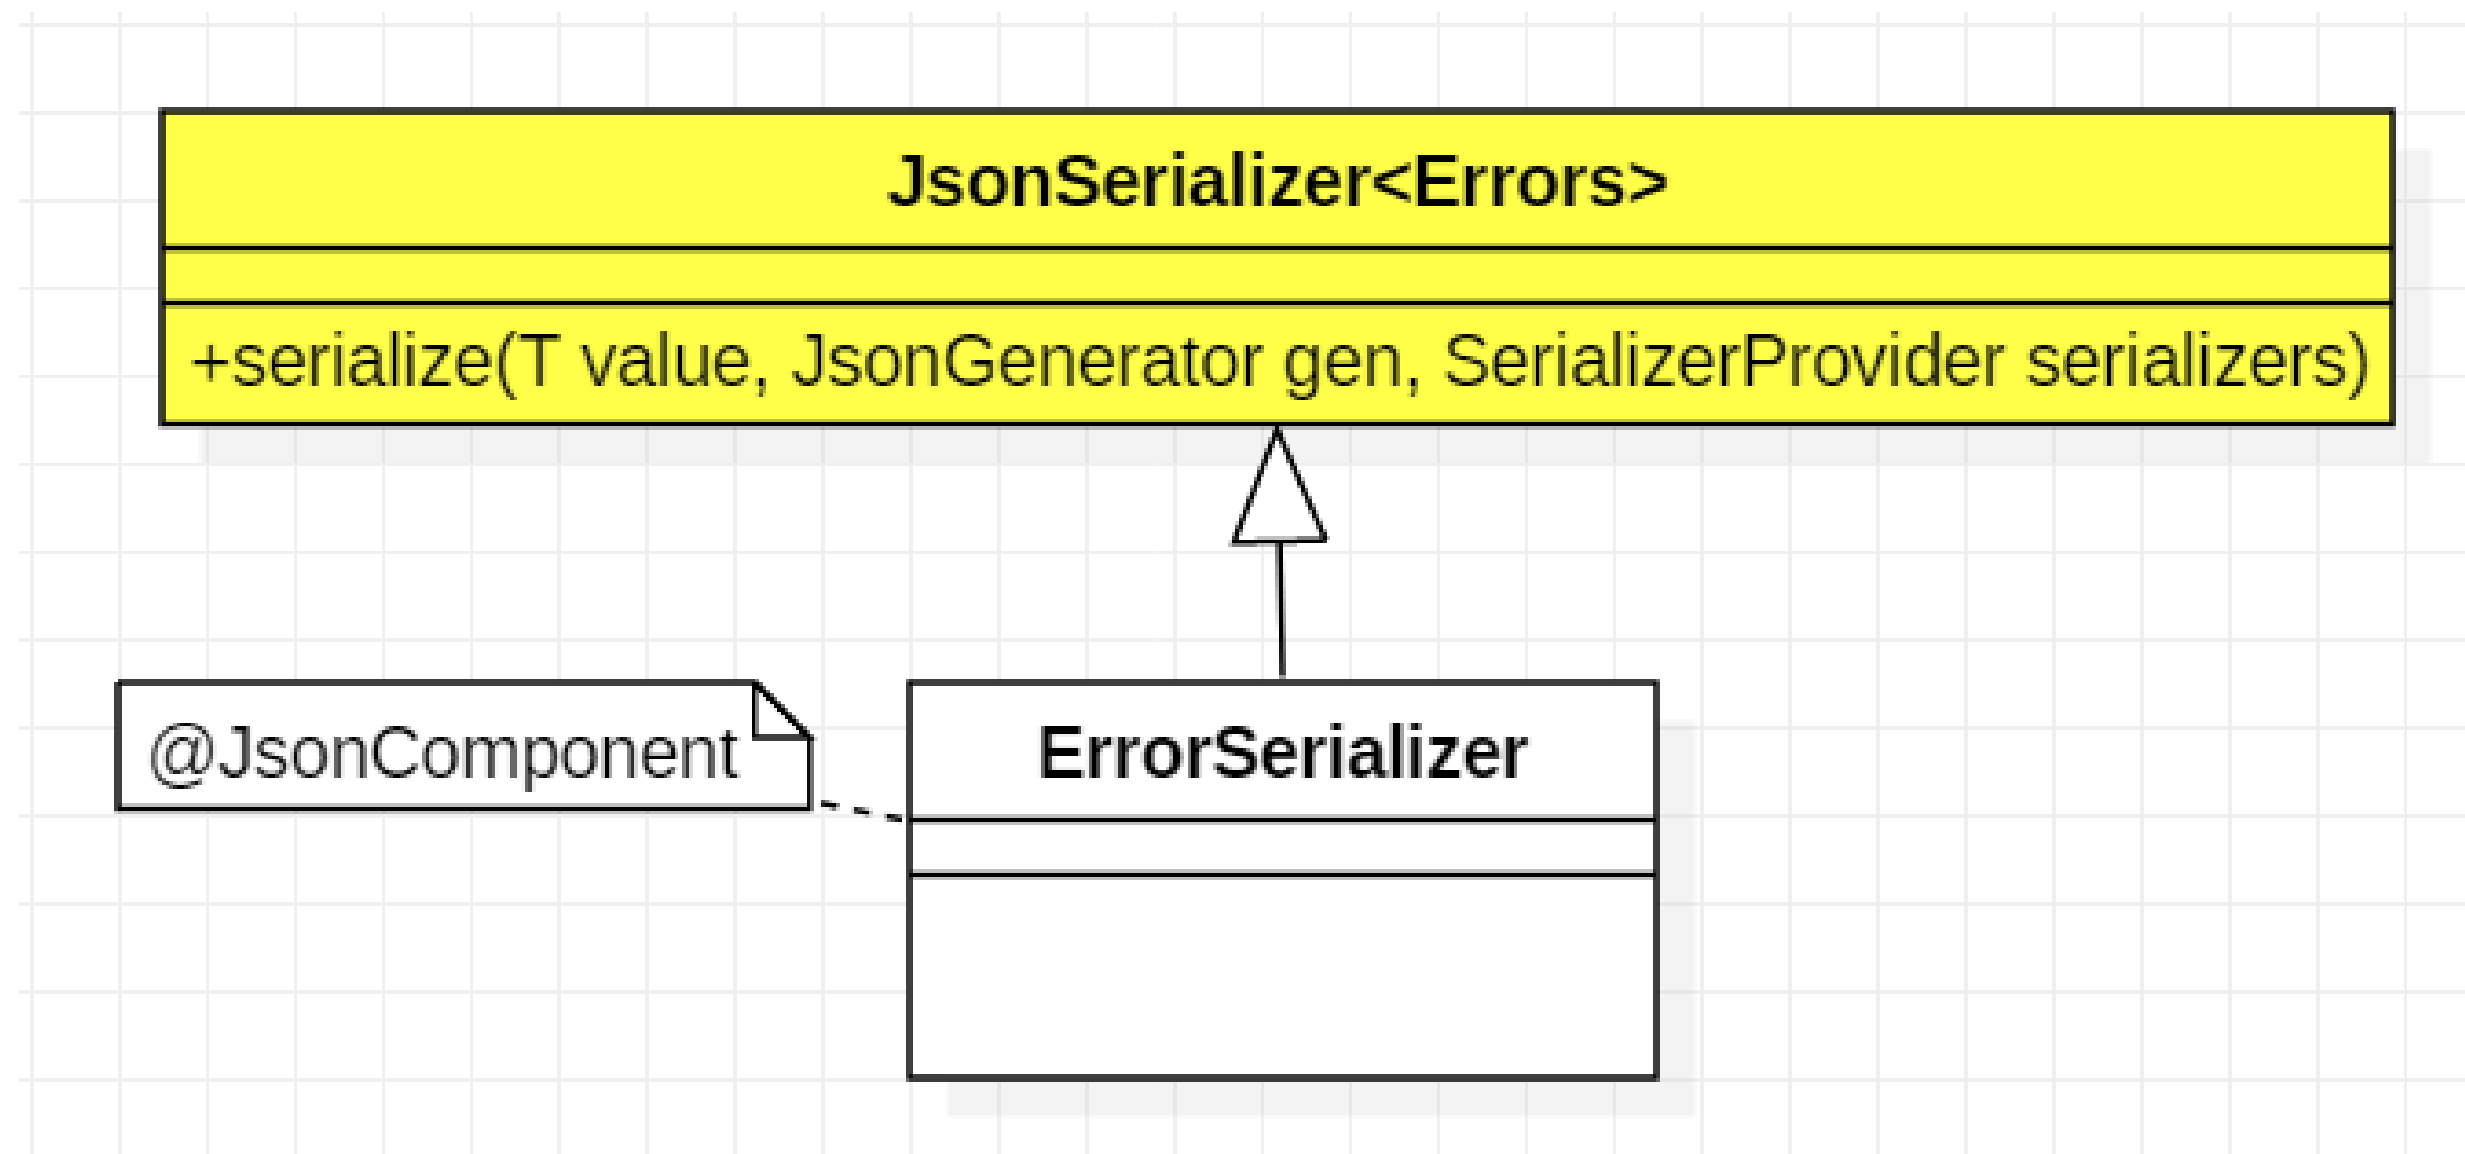 JsonSerializer<Errors>
+serialize(T value, JsonGenerator gen, SerializerProvider serializers)
@JsonComponent
ErrorSerializer